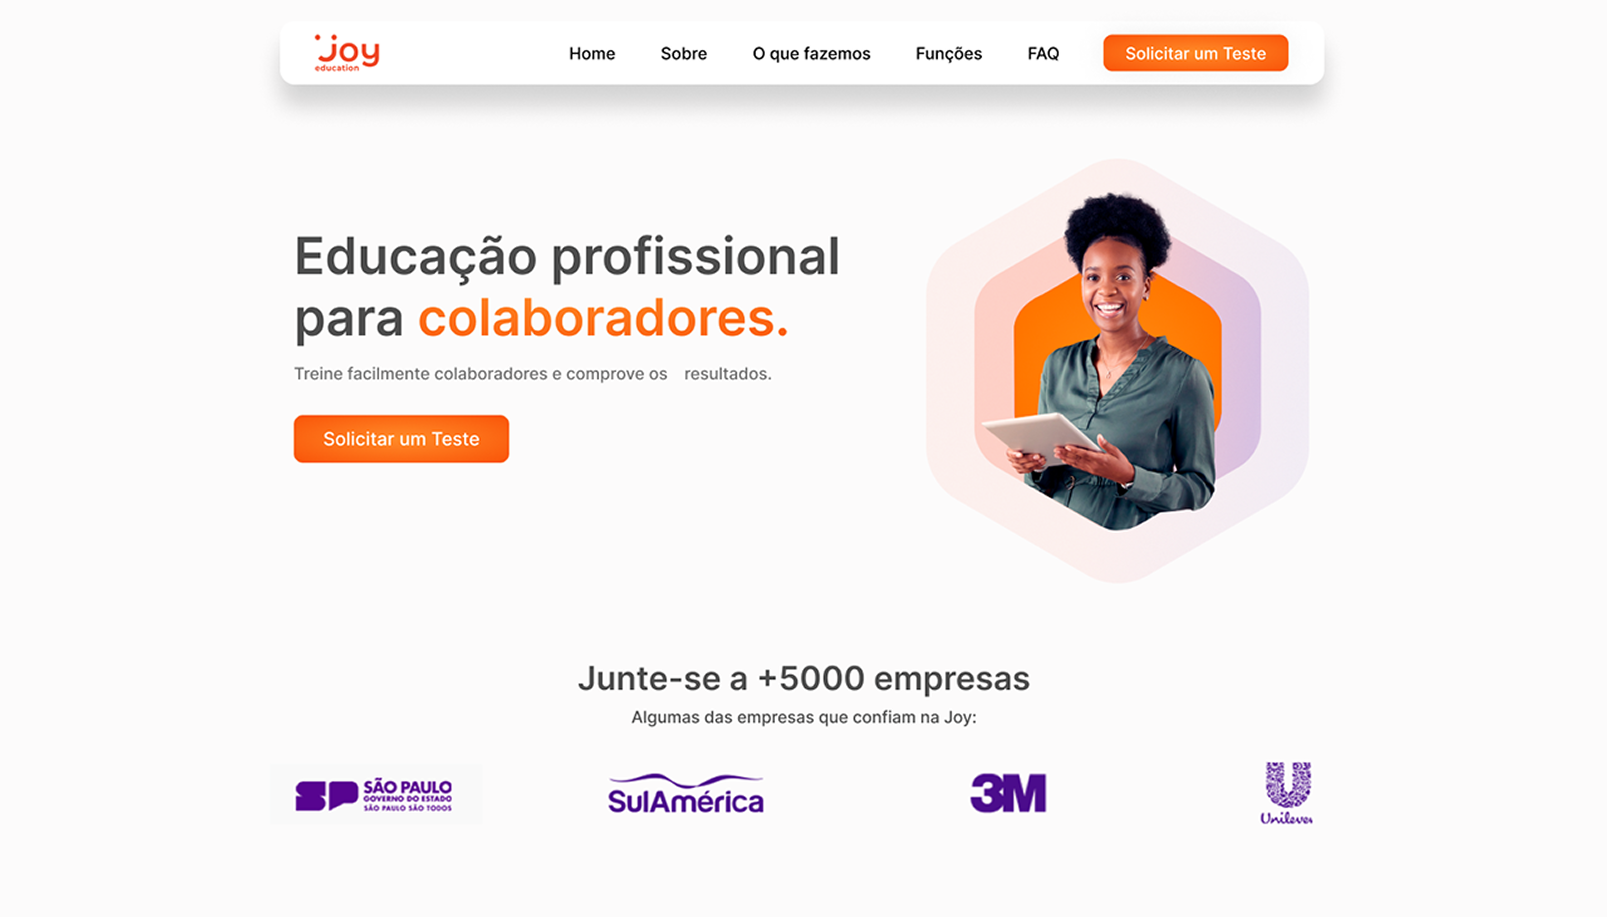 joy
education
Home
Sobre
O que fazemos
Funções
FAQ
Solicitar um Teste
Educação profissional
para colaboradores.
Treine facilmente colaboradores e comprove os resultados.
Solicitar um Teste
Junte-se a +5000 empresas
Algumas das empresas que confiam na Joy:
SP
SÃO PAULO
GOVERNO DO ESTADO
SÃO PAULO SÃO TODOS
SulAmérica
3M
Unilever